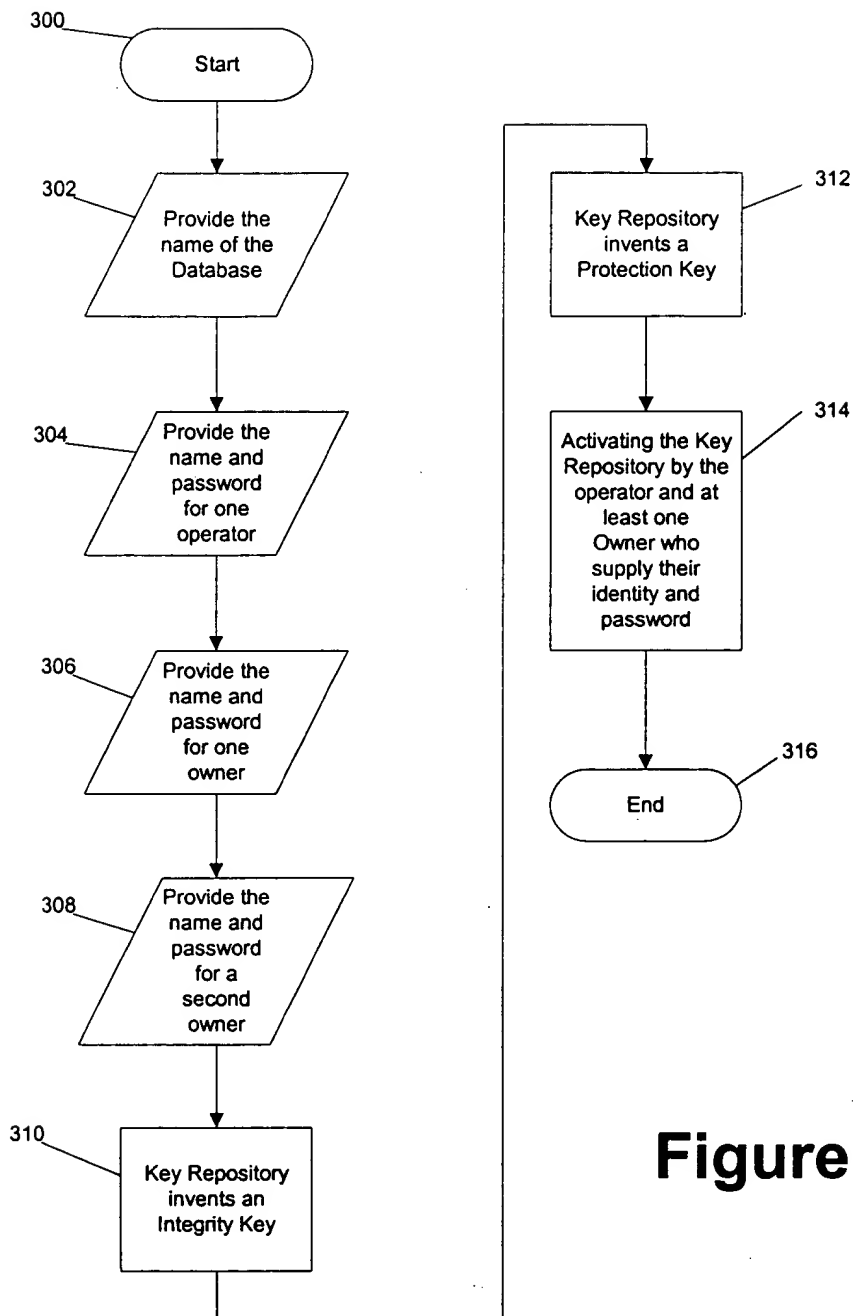 300
Start
302
Provide the
name of the
Database
304
Provide the
name and
password
for one
operator
306
Provide the
name and
password
for one
owner
308
Provide the
name and
password
for a
second
owner
310
Key Repository
invents an
Integrity Key
312
Key Repository
invents a
Protection Key
314
Activating the Key
Repository by the
operator and at
least one
Owner who
supply their
identity and
password
316
End
Figure